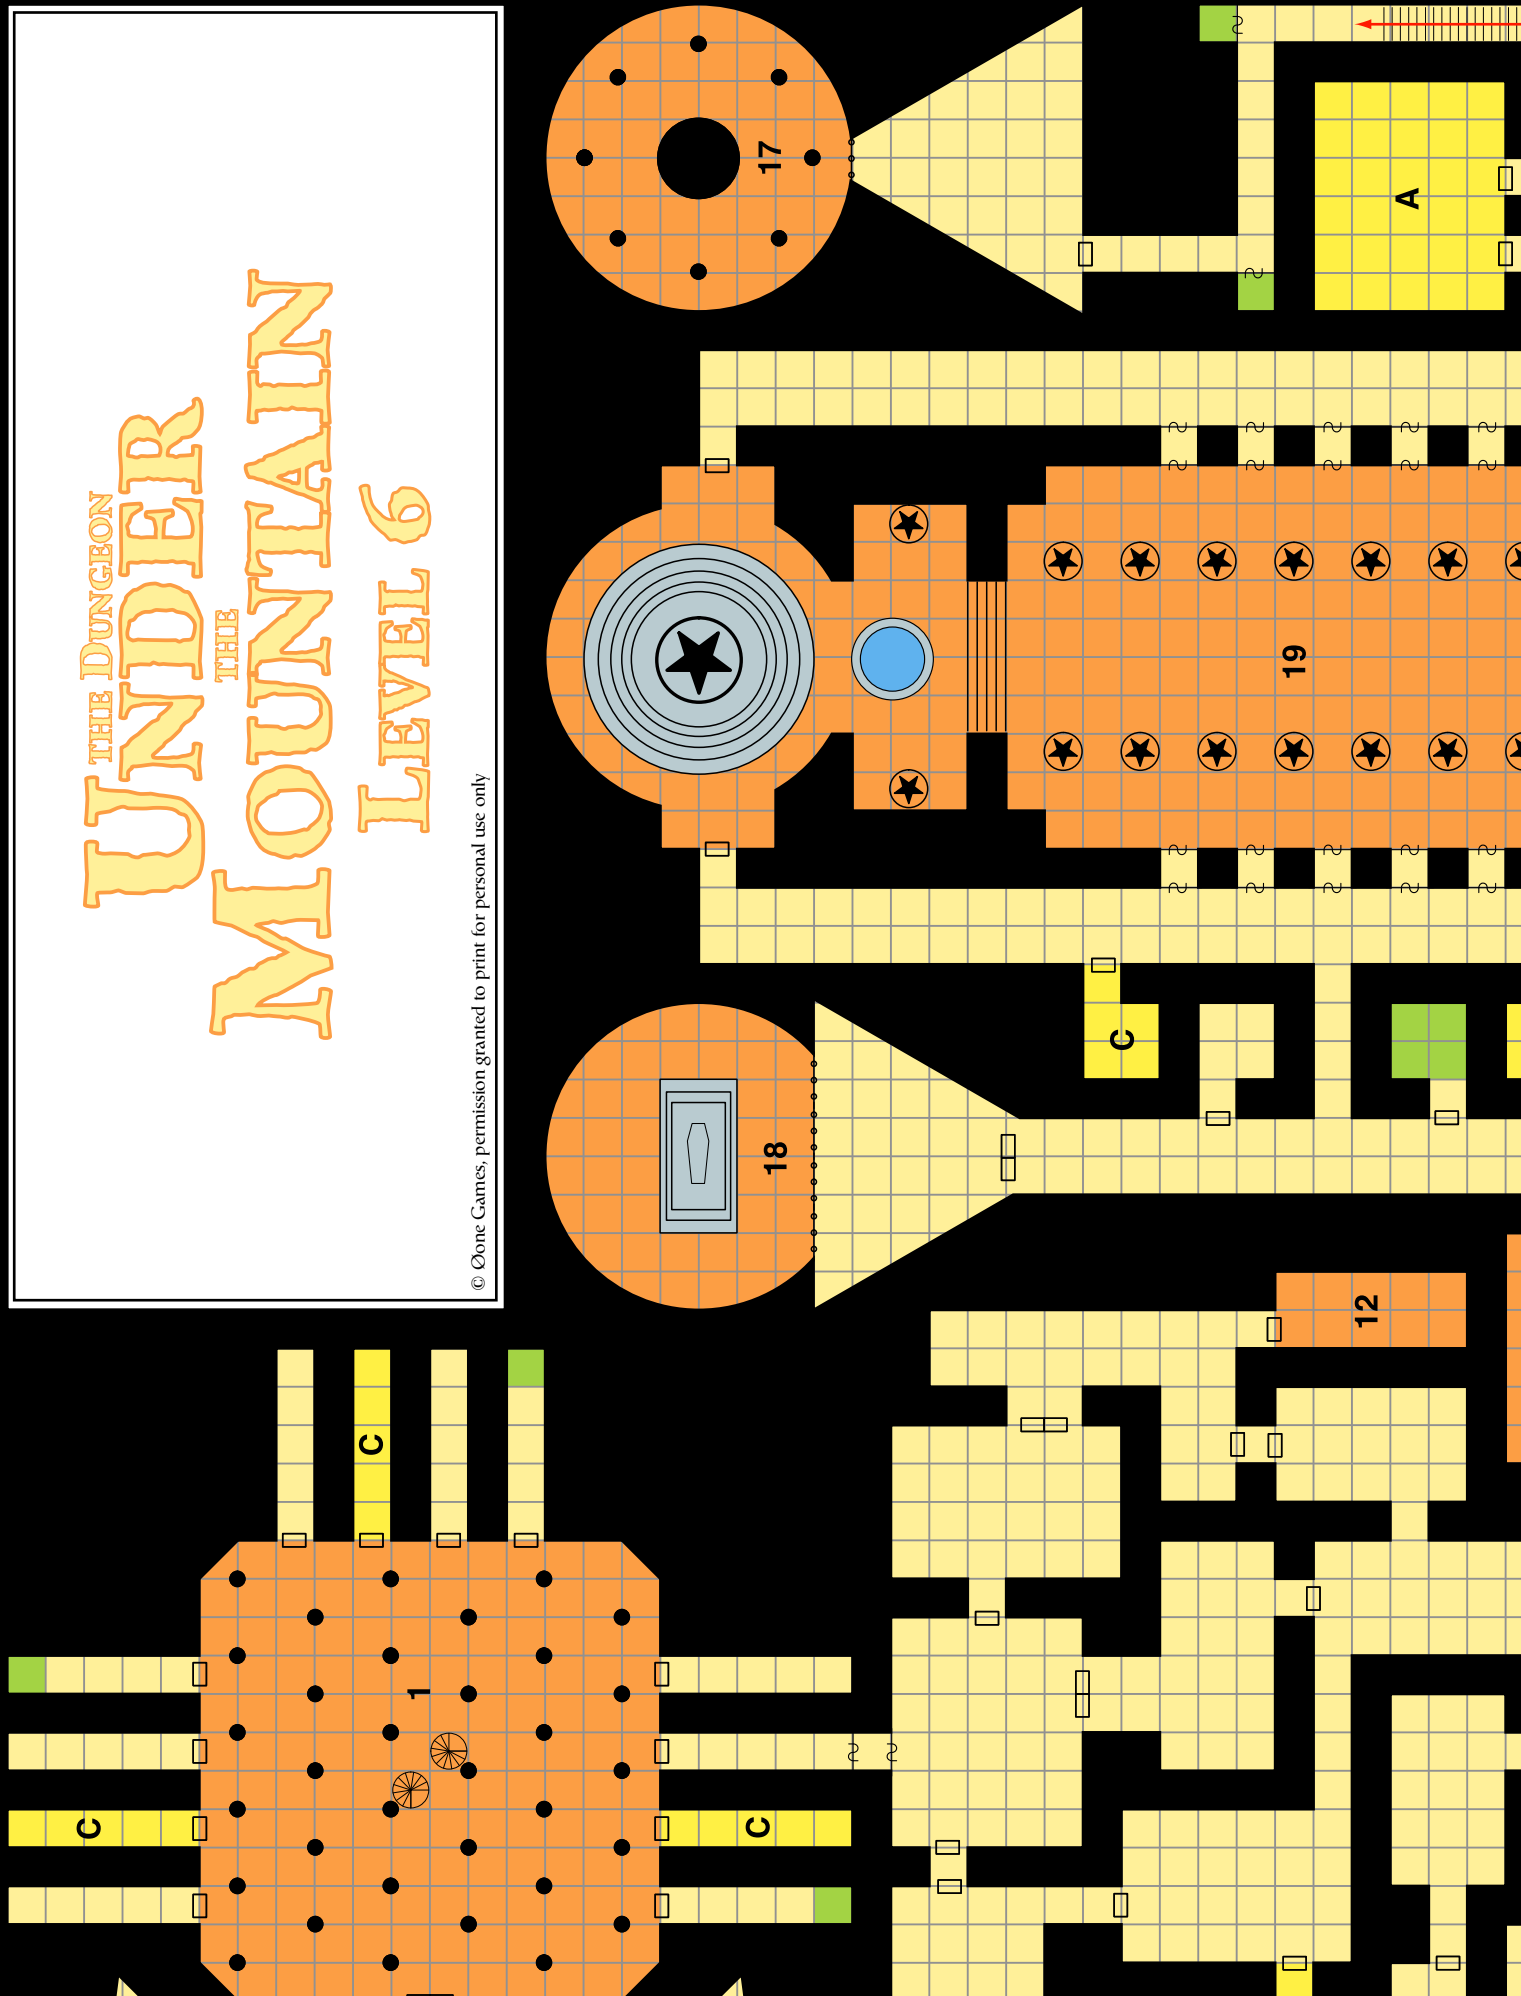 THE DUNGEON
UNDER
THE
MOUNTAIN
LEVEL 6
© Øone Games, permission granted to print for personal use only
17
A
19
C
18
12
C
1
C
C